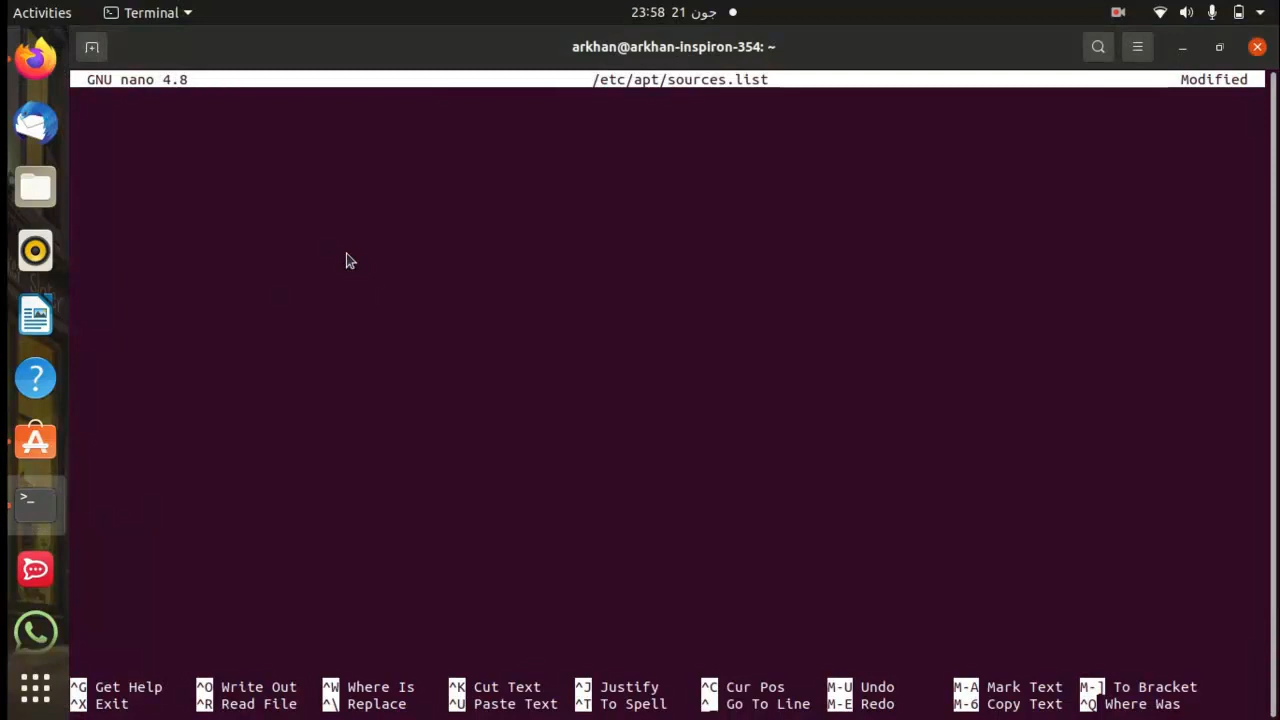 Activities Terminal 23:58 21 جون
arkhan@arkhan-inspiron-354: ~
GNU nano 4.8 /etc/apt/sources.list Modified
^G Get Help ^O Write Out ^W Where Is ^K Cut Text ^J Justify ^C Cur Pos M-U Undo M-A Mark Text M-] To Bracket
^X Exit ^R Read File ^\ Replace ^U Paste Text ^T To Spell ^_ Go To Line M-E Redo M-6 Copy Text ^Q Where Was